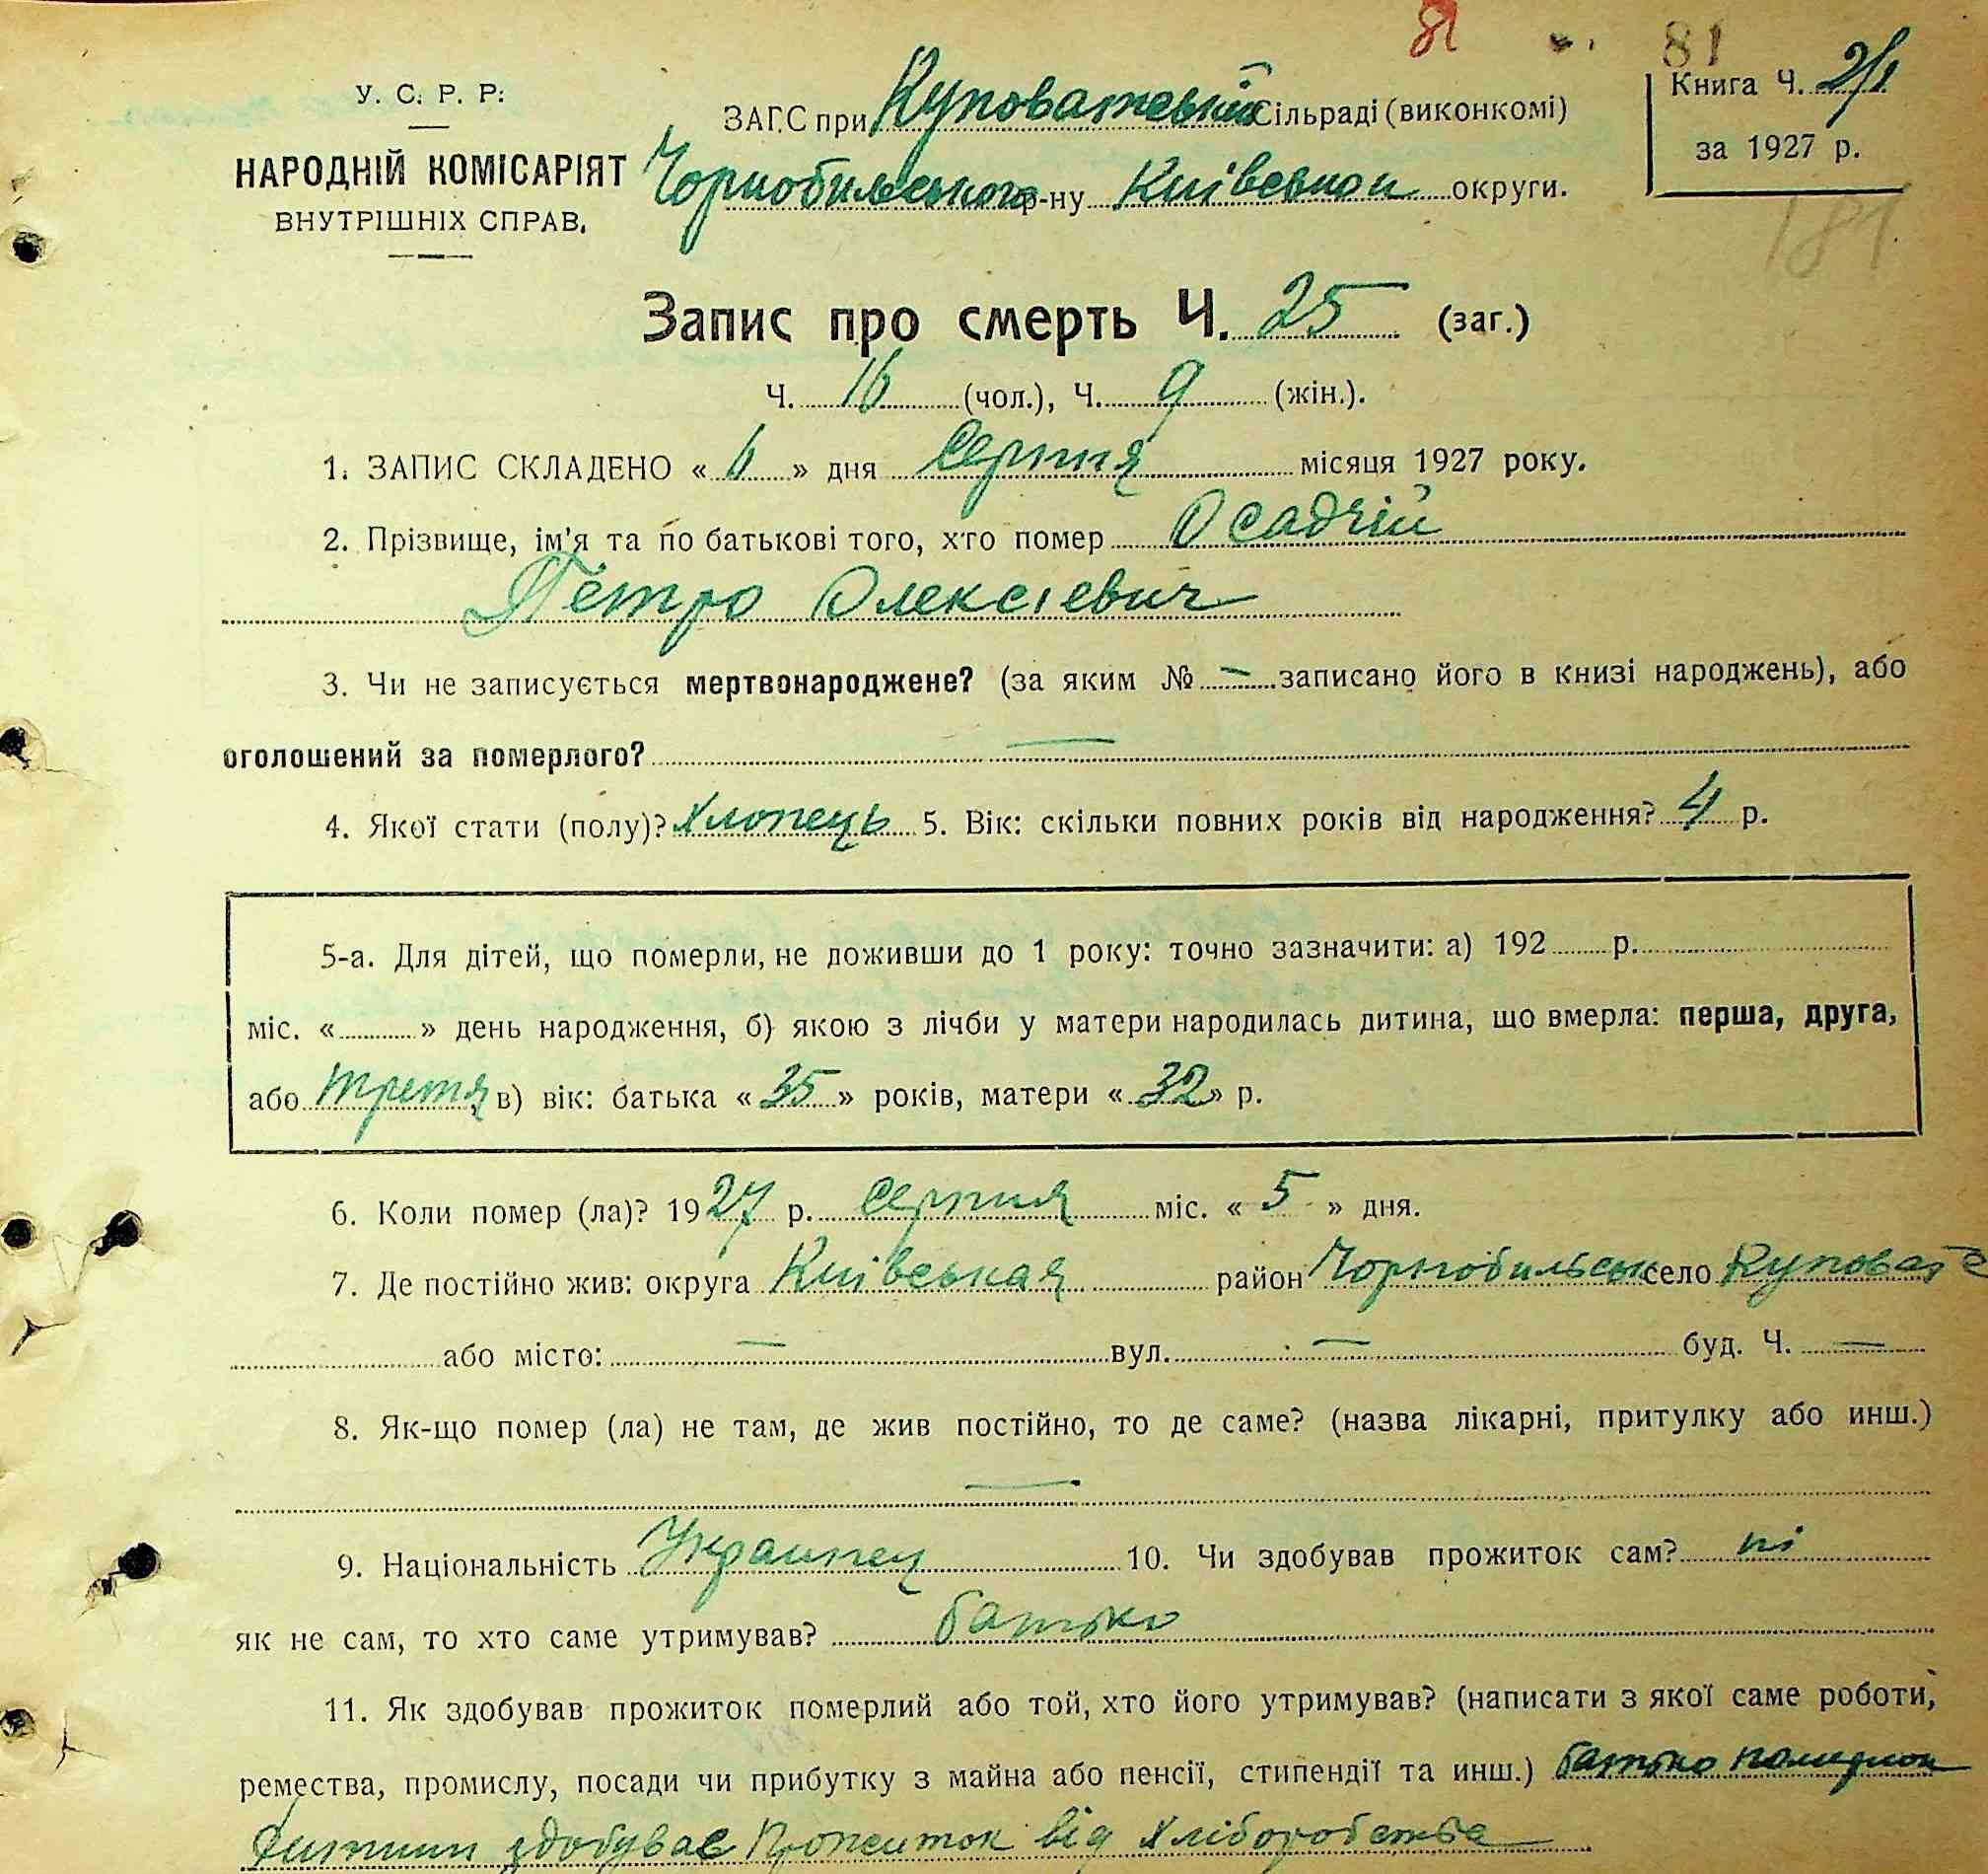 81 81
У. С. Р. Р.
НАРОДНІЙ КОМІСАРІЯТ
ВНУТРІШНІХ СПРАВ.
ЗАГС при Куповатський Сільраді (виконкомі)
Чорнобильського р-ну Київської округи.
Книга Ч. 2/1
за 1927 р.
181
Запис про смерть Ч. 25 (заг.)
Ч. 16 (чол.), Ч. 9 (жін.).
1. ЗАПИС СКЛАДЕНО « 6 » дня Серпня місяця 1927 року.
2. Прізвище, ім'я та по батькові того, хто помер Осадчій
Петро Олексієвич
3. Чи не записується мертвонароджене? (за яким № — записано його в книзі народжень), або
оголошений за померлого? —
4. Якої стати (полу)? Хлопець 5. Вік: скільки повних років від народження? 4 р.
5-а. Для дітей, що померли, не доживши до 1 року: точно зазначити: а) 192 р.
міс. « » день народження, б) якою з лічби у матери народилась дитина, що вмерла: перша, друга,
або третя, в) вік: батька « 35 » років, матери « 32 » р.
6. Коли помер (ла)? 1927 р. Серпня міс. « 5 » дня.
7. Де постійно жив: округа Київськая район Чорнобильськ село Куповате
або місто: — вул. — буд. Ч. —
8. Як-що помер (ла) не там, де жив постійно, то де саме? (назва лікарні, притулку або инш.)
—
9. Національність Украинец 10. Чи здобував прожиток сам? ні
як не сам, то хто саме утримував? батько
11. Як здобував прожиток померлий або той, хто його утримував? (написати з якої саме роботи,
ремества, промислу, посади чи прибутку з майна або пенсії, стипендії та инш.) батько
дитини здобуває Прожиток від Хліборобства